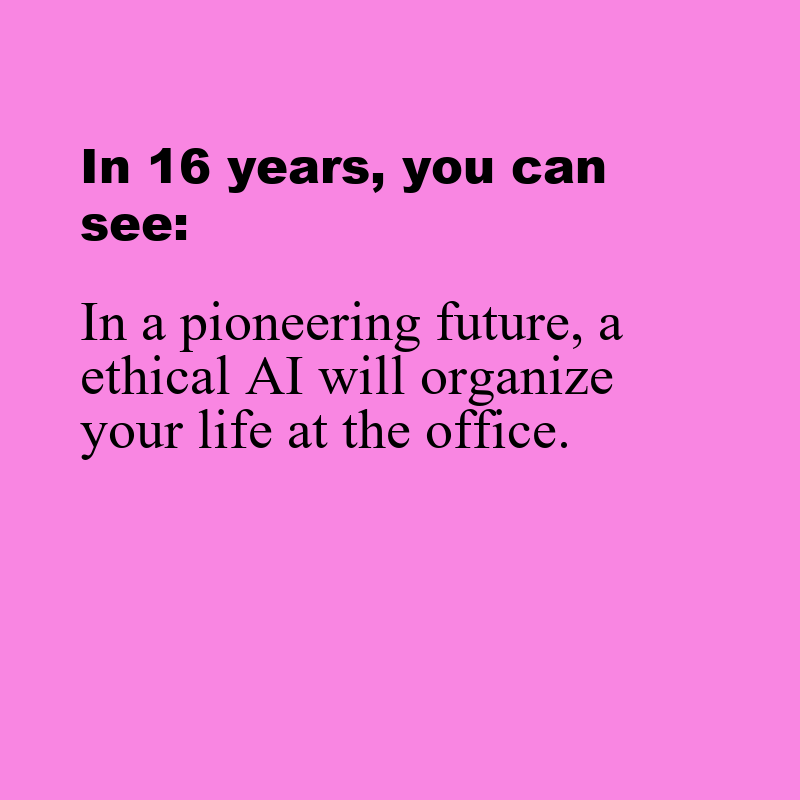 In 16 years, you can
see:
In a pioneering future, a
ethical AI will organize
your life at the office.